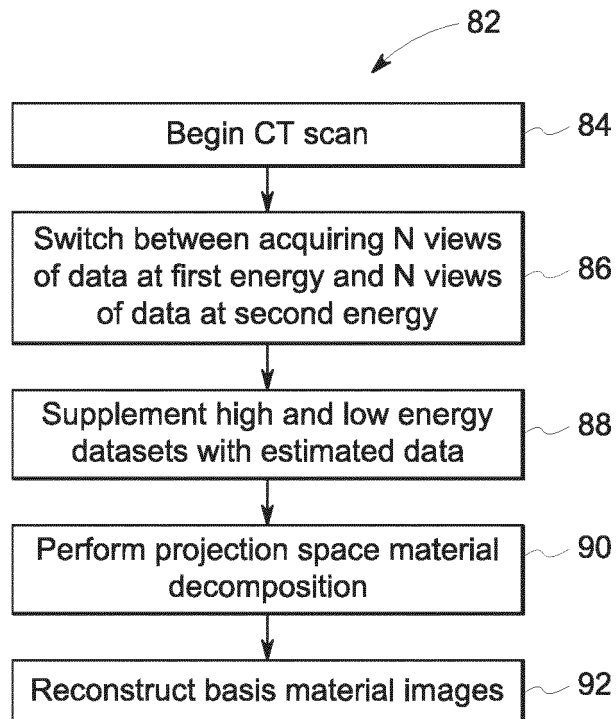 82
Begin CT scan
84
Switch between acquiring N views
of data at first energy and N views
of data at second energy
86
Supplement high and low energy
datasets with estimated data
88
Perform projection space material
decomposition
90
Reconstruct basis material images
92